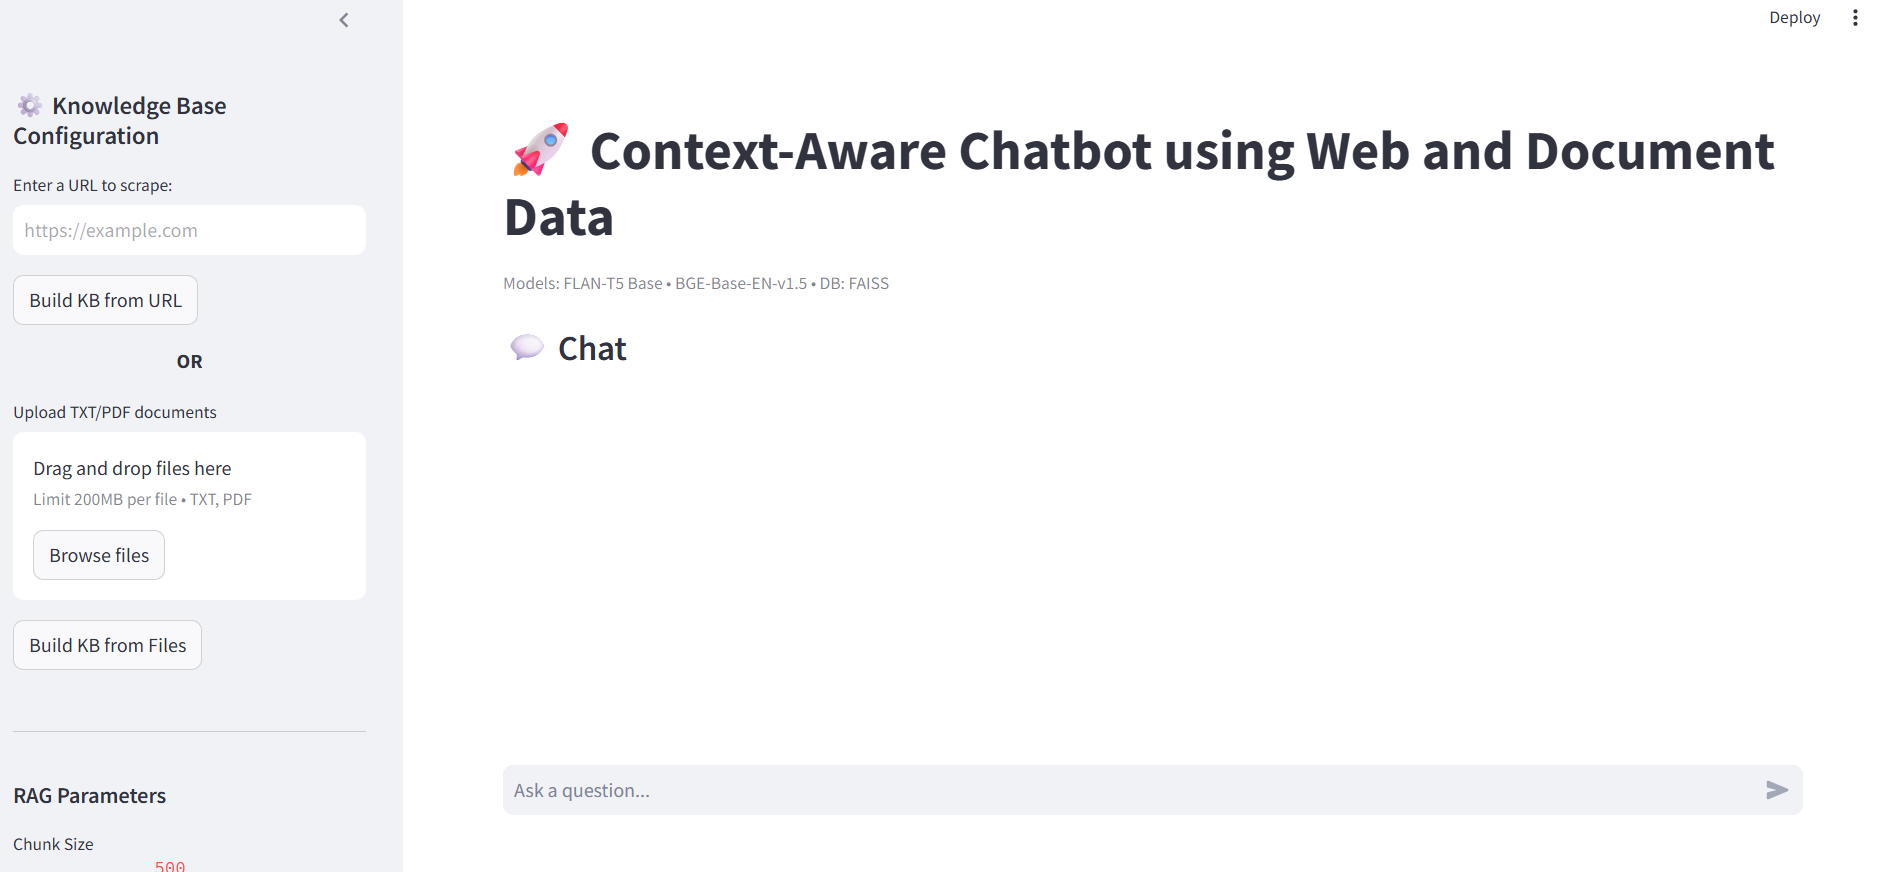 Deploy
Knowledge Base
Configuration
Enter a URL to scrape:
https://example.com
Build KB from URL
OR
Upload TXT/PDF documents
Drag and drop files here
Limit 200MB per file • TXT, PDF
Browse files
Build KB from Files
RAG Parameters
Chunk Size
500
Context-Aware Chatbot using Web and Document
Data
Models: FLAN-T5 Base • BGE-Base-EN-v1.5 • DB: FAISS
Chat
Ask a question...